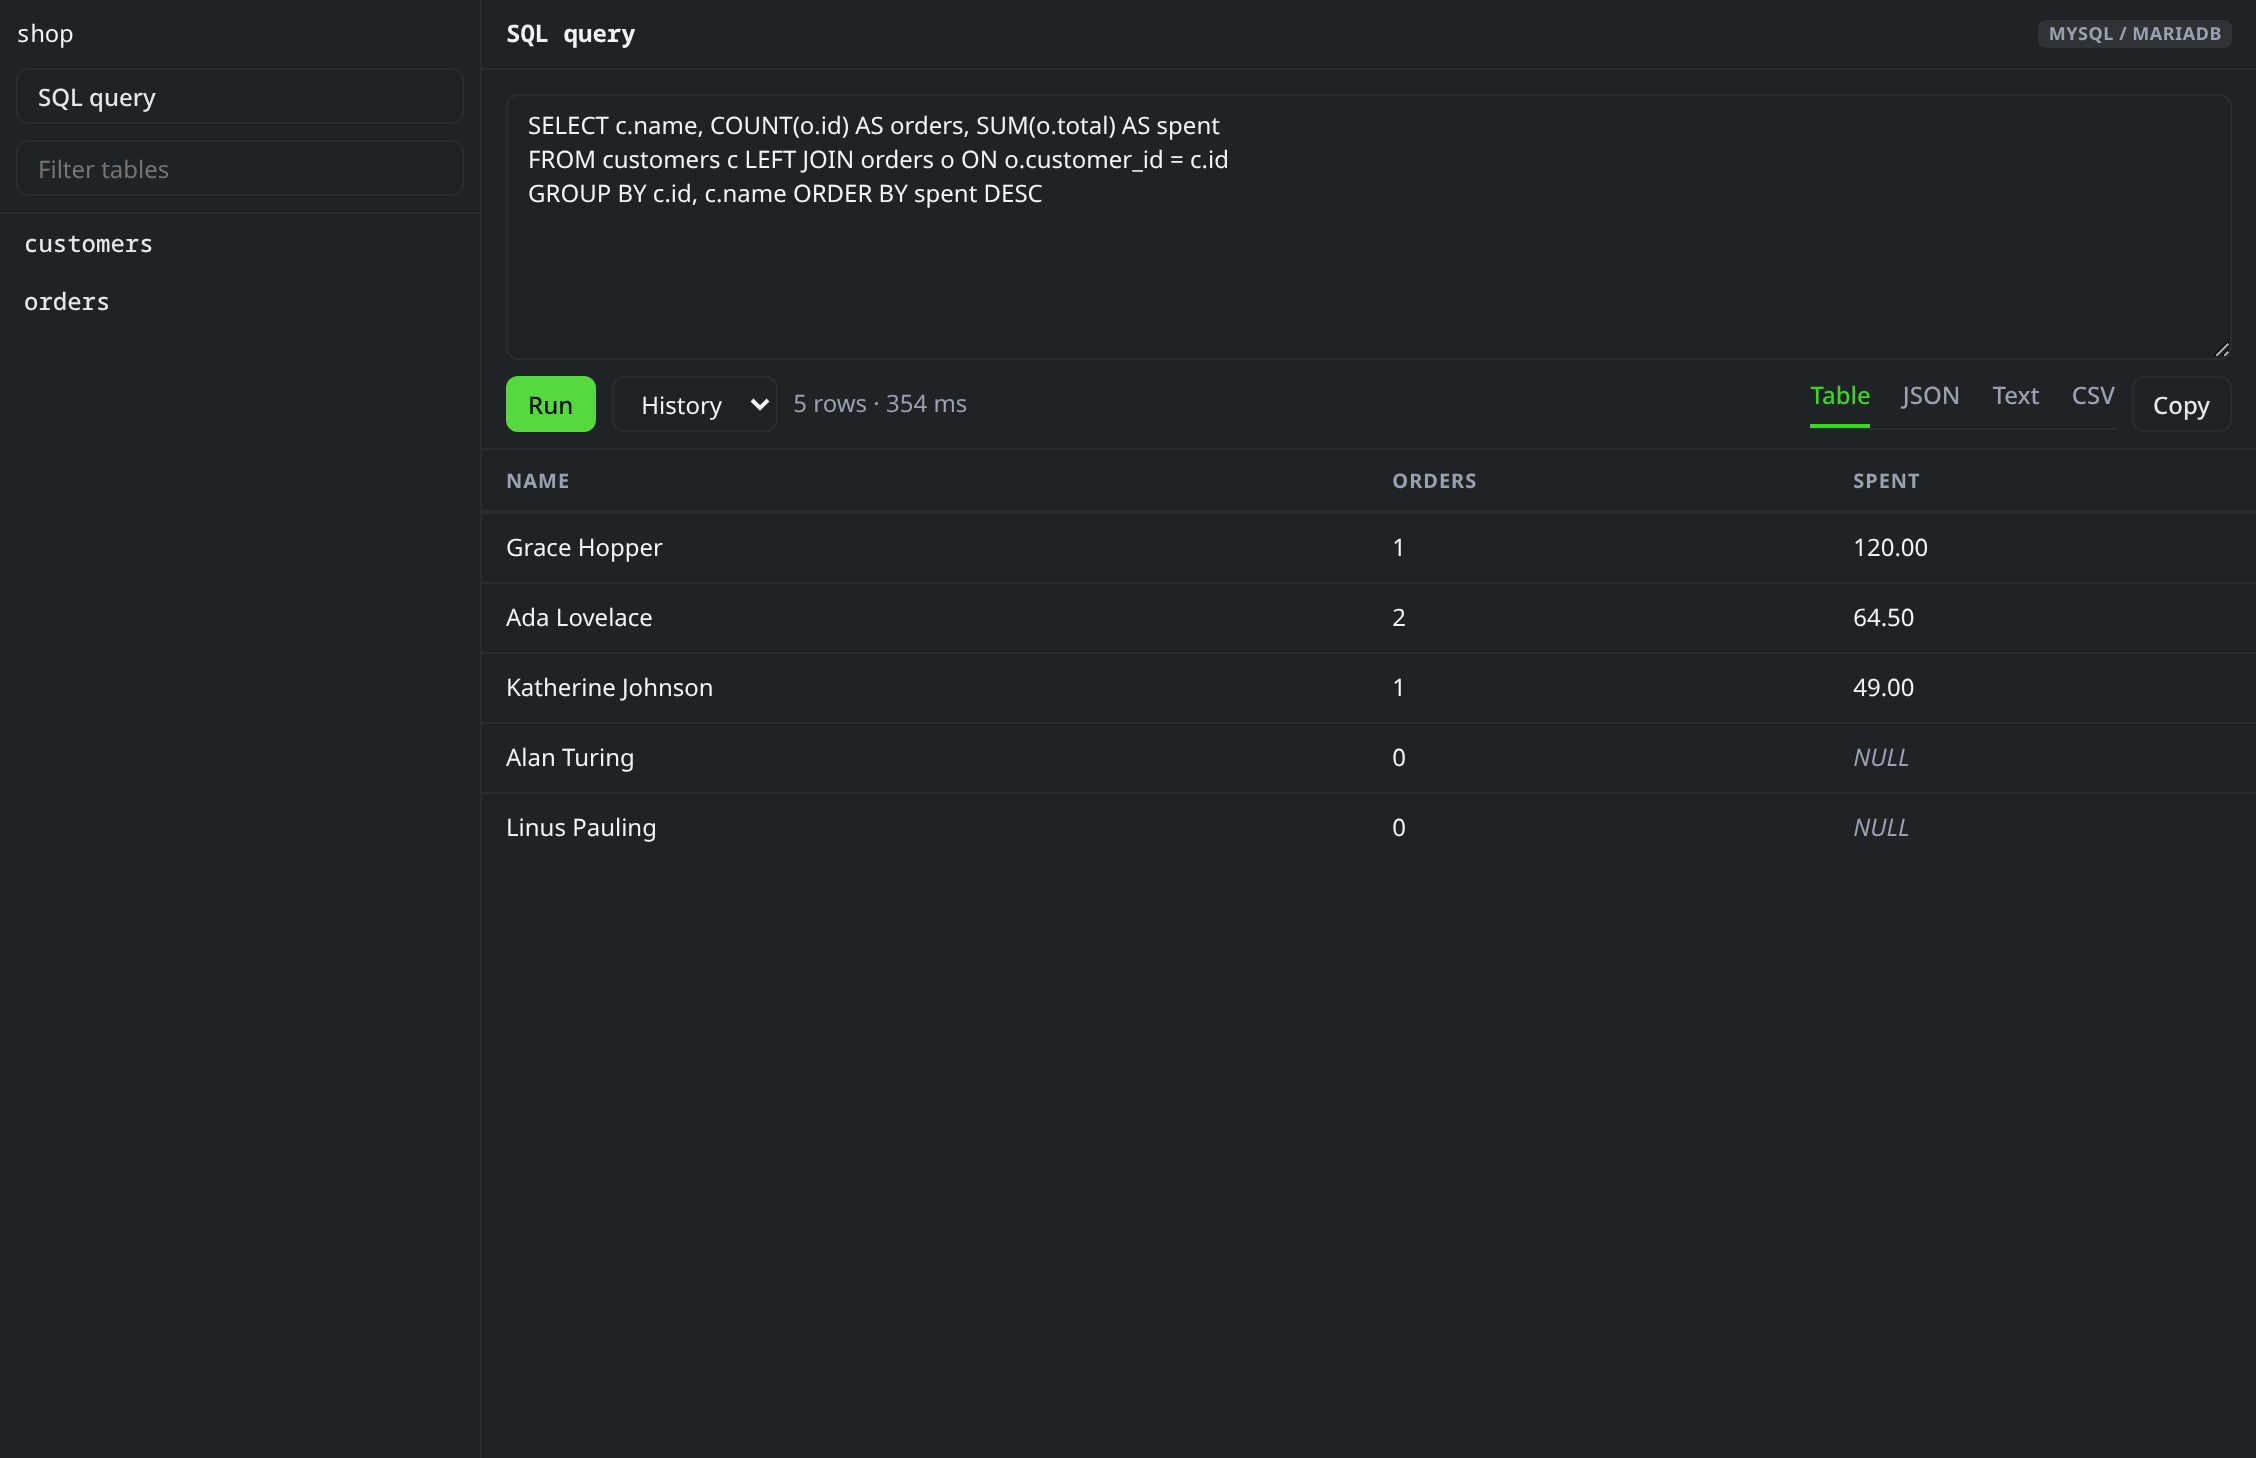 shop
SQL query
Filter tables
customers
orders
SQL query
MYSQL / MARIADB
SELECT c.name, COUNT(o.id) AS orders, SUM(o.total) AS spent
FROM customers c LEFT JOIN orders o ON o.customer_id = c.id
GROUP BY c.id, c.name ORDER BY spent DESC
Run History 5 rows · 354 ms Table JSON Text CSV Copy
NAME ORDERS SPENT
Grace Hopper 1 120.00
Ada Lovelace 2 64.50
Katherine Johnson 1 49.00
Alan Turing 0 NULL
Linus Pauling 0 NULL